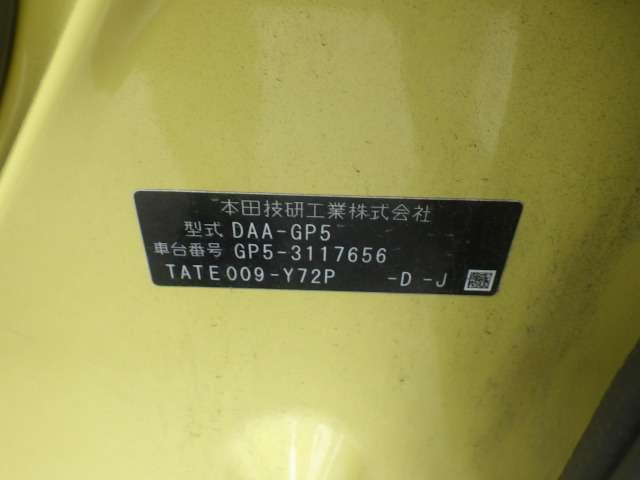 本田技研工業株式会社
型式 DAA-GP5
車台番号 GP5-3117656
TATE009-Y72P -D -J